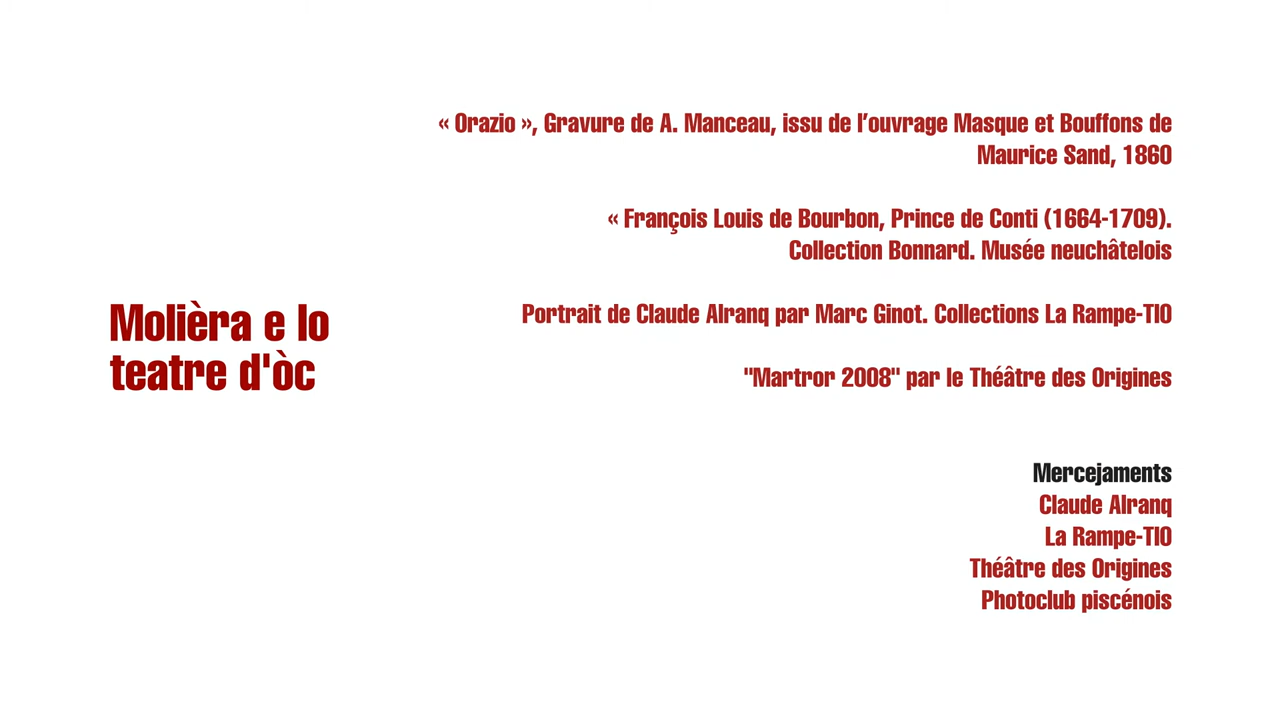 Molièra e lo
teatre d'òc
« Orazio », Gravure de A. Manceau, issu de l’ouvrage Masque et Bouffons de
Maurice Sand, 1860
« François Louis de Bourbon, Prince de Conti (1664-1709).
Collection Bonnard. Musée neuchâtelois
Portrait de Claude Alranq par Marc Ginot. Collections La Rampe-TIO
"Martror 2008" par le Théâtre des Origines
Mercejaments
Claude Alranq
La Rampe-TIO
Théâtre des Origines
Photoclub piscénois